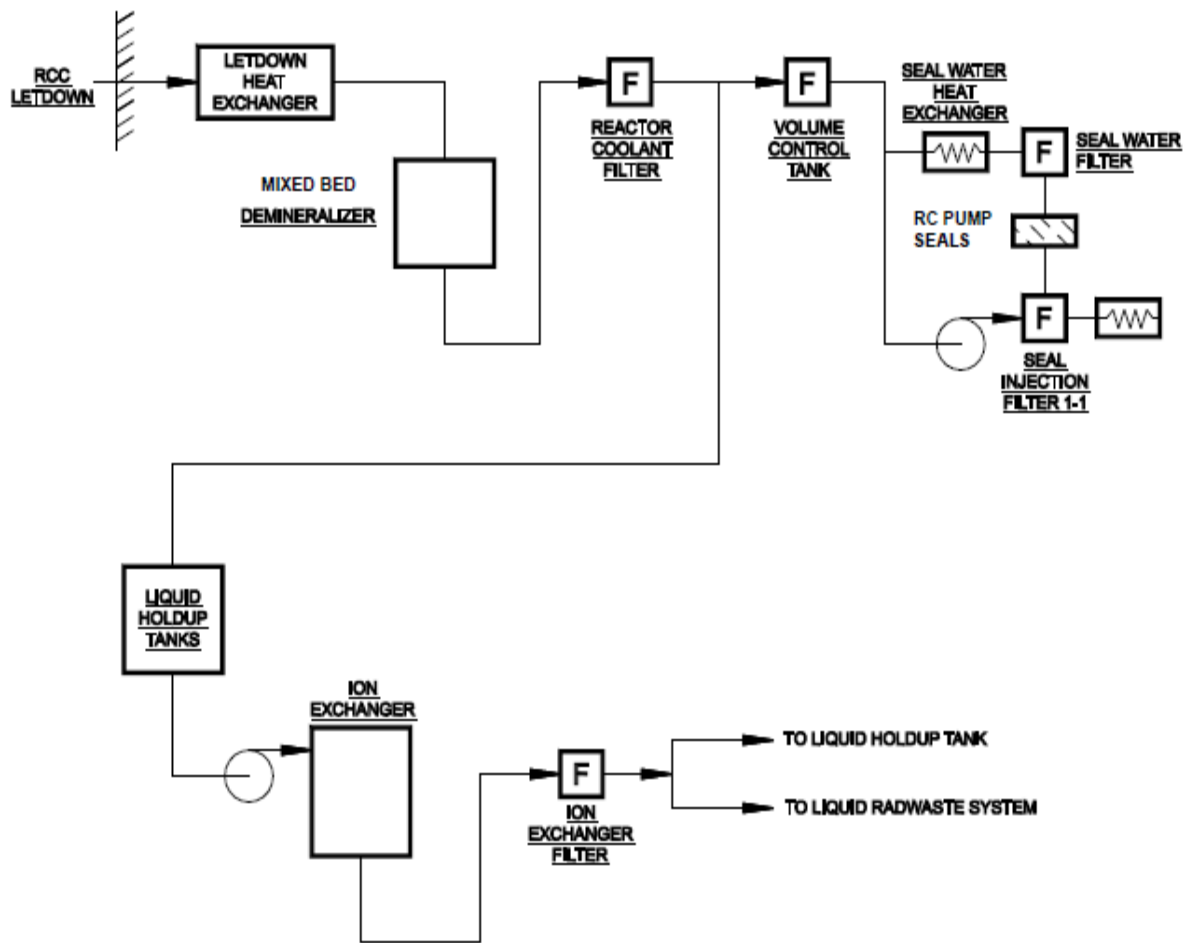 RCC
LETDOWN
LETDOWN
HEAT
EXCHANGER
MIXED BED
DEMINERALIZER
F
REACTOR
COOLANT
FILTER
F
VOLUME
CONTROL
TANK
SEAL WATER
HEAT
EXCHANGER
F
SEAL WATER
FILTER
RC PUMP
SEALS
F
SEAL
INJECTION
FILTER 1-1
LIQUID
HOLDUP
TANKS
ION
EXCHANGER
F
ION
EXCHANGER
FILTER
TO LIQUID HOLDUP TANK
TO LIQUID RADWASTE SYSTEM